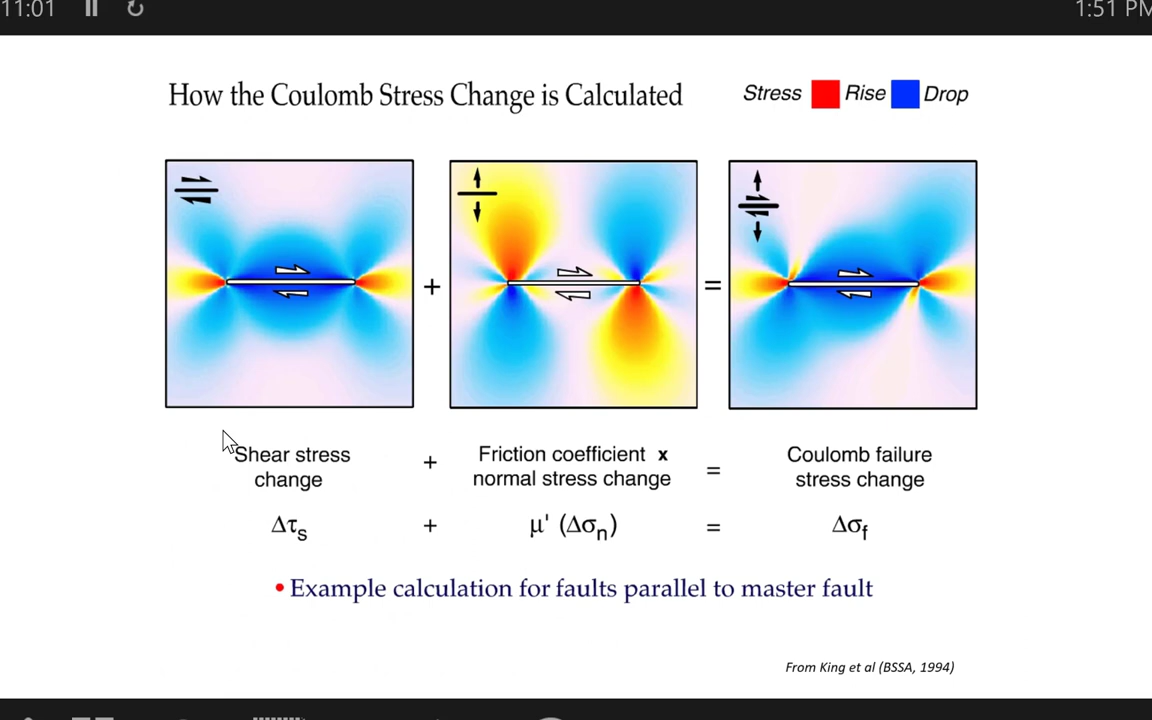 11:01
1:51 PM
How the Coulomb Stress Change is Calculated
Stress Rise Drop
+ =
Shear stress change
+
Friction coefficient x normal stress change
=
Coulomb failure stress change
Δτs + μ' (Δσn) = Δσf
• Example calculation for faults parallel to master fault
From King et al (BSSA, 1994)